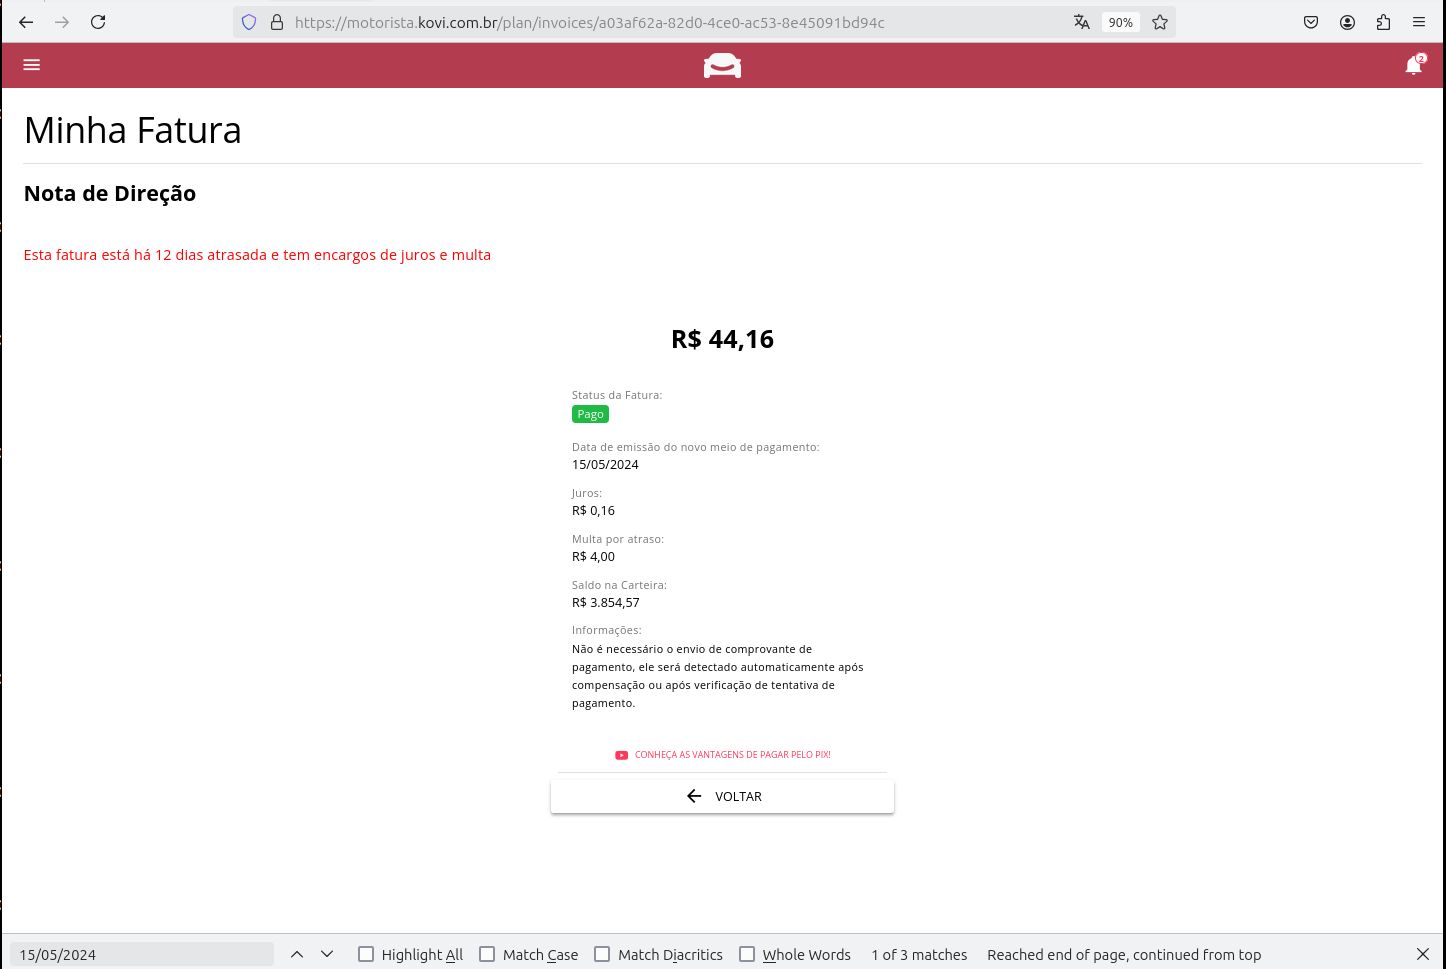 https://motorista.kovi.com.br/plan/invoices/a03af62a-82d0-4ce0-ac53-8e45091bd94c
90%
2
Minha Fatura
Nota de Direção
Esta fatura está há 12 dias atrasada e tem encargos de juros e multa
R$ 44,16
Status da Fatura:
Pago
Data de emissão do novo meio de pagamento:
15/05/2024
Juros:
R$ 0,16
Multa por atraso:
R$ 4,00
Saldo na Carteira:
R$ 3.854,57
Informações:
Não é necessário o envio de comprovante de
pagamento, ele será detectado automaticamente após
compensação ou após verificação de tentativa de
pagamento.
CONHEÇA AS VANTAGENS DE PAGAR PELO PIX!
VOLTAR
15/05/2024 Highlight All Match Case Match Diacritics Whole Words 1 of 3 matches Reached end of page, continued from top